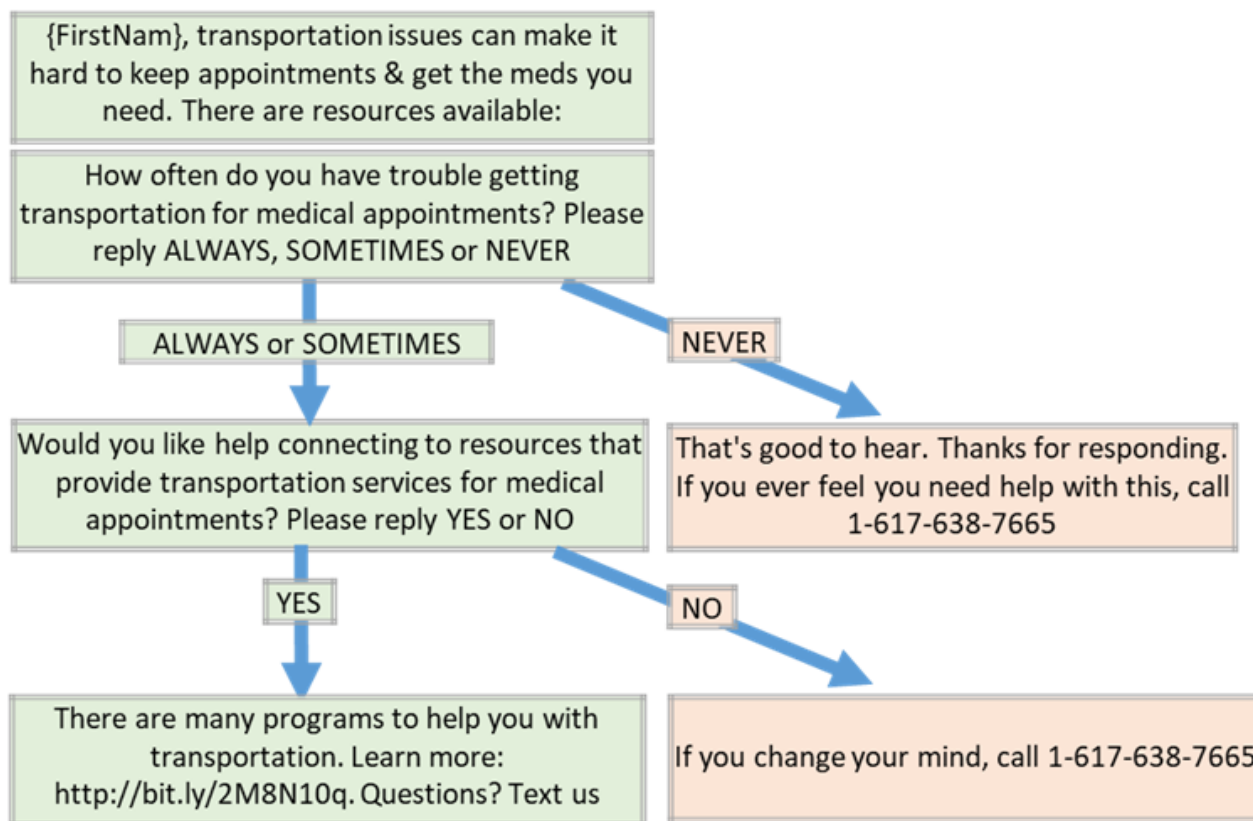 {FirstNam}, transportation issues can make it
hard to keep appointments & get the meds you
need. There are resources available:
How often do you have trouble getting
transportation for medical appointments? Please
reply ALWAYS, SOMETIMES or NEVER
ALWAYS or SOMETIMES
NEVER
Would you like help connecting to resources that
provide transportation services for medical
appointments? Please reply YES or NO
That's good to hear. Thanks for responding.
If you ever feel you need help with this, call
1-617-638-7665
YES
NO
There are many programs to help you with
transportation. Learn more:
http://bit.ly/2M8N10q. Questions? Text us
If you change your mind, call 1-617-638-7665